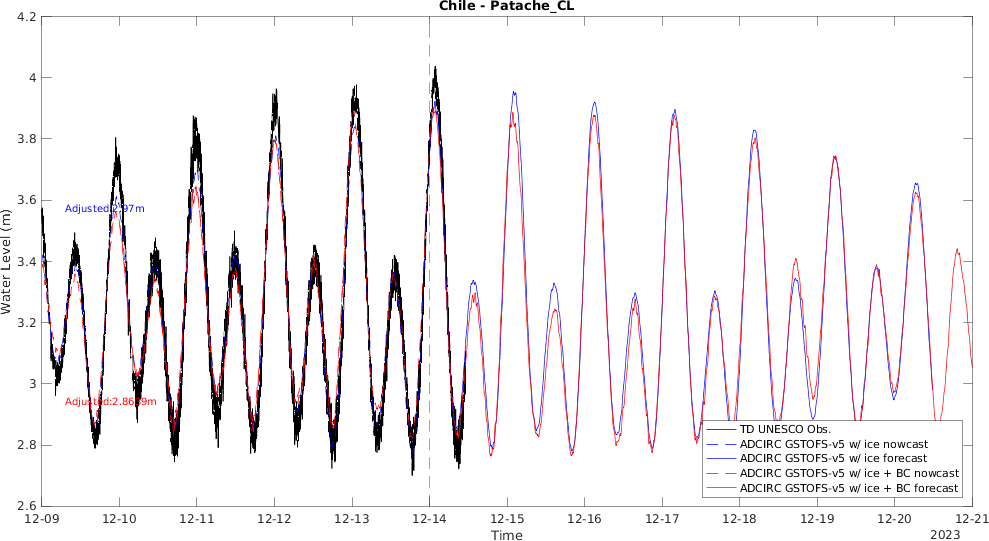 Chile - Patache_CL
4.2
4
3.8
3.6
3.4
3.2
3
2.8
2.6
Water Level (m)
Adjusted:2.97m
TD UNESCO Obs.
ADCIRC GSTOFS-v5 w/ ice nowcast
ADCIRC GSTOFS-v5 w/ ice forecast
ADCIRC GSTOFS-v5 w/ ice + BC nowcast
ADCIRC GSTOFS-v5 w/ ice + BC forecast
12-09 12-10 12-11 12-12 12-13 12-14 12-15 12-16 12-17 12-18 12-19 12-20 12-21
Time
2023